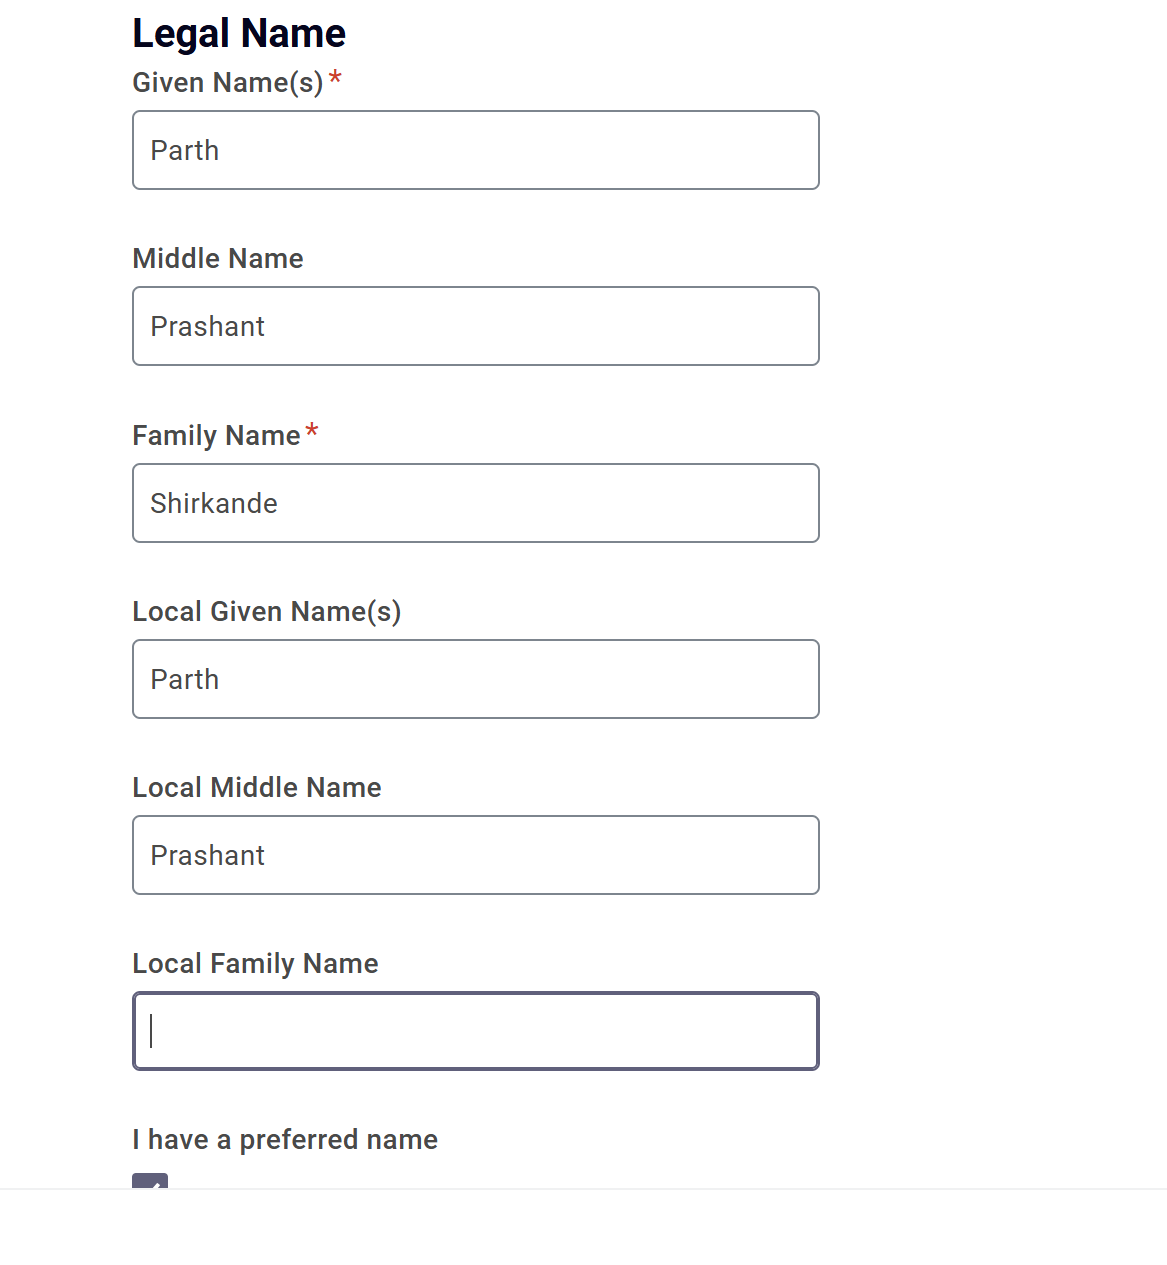 Legal Name
Given Name(s)*
Parth
Middle Name
Prashant
Family Name*
Shirkande
Local Given Name(s)
Parth
Local Middle Name
Prashant
Local Family Name
I have a preferred name